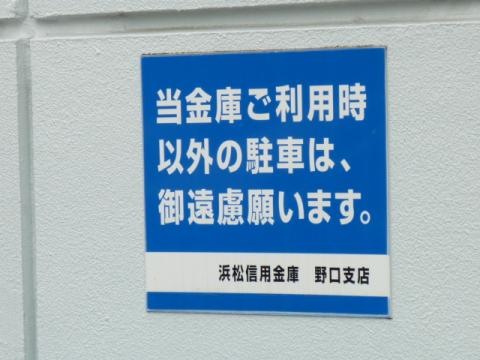 当金庫ご利用時
以外の駐車は、
御遠慮願います。
浜松信用金庫　野口支店